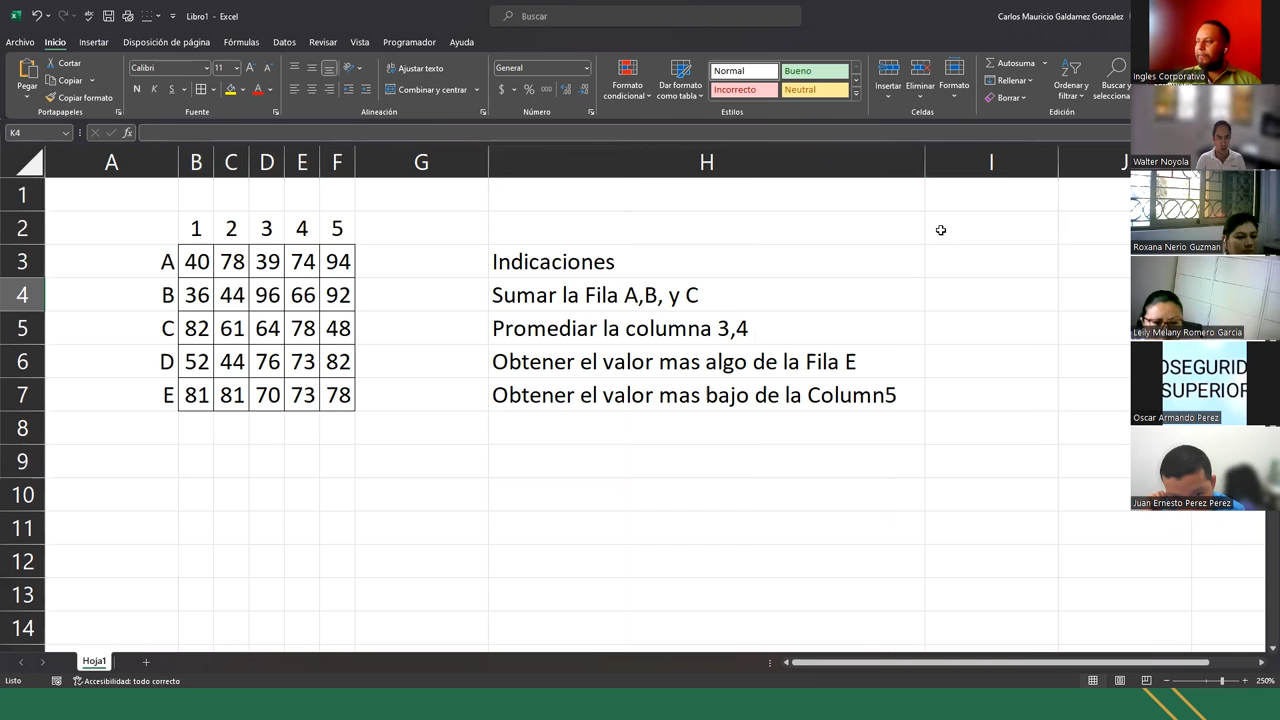 Libro1 - Excel
Buscar
Carlos Mauricio Galdamez Gonzalez
Archivo Inicio Insertar Disposición de página Fórmulas Datos Revisar Vista Programador Ayuda
Pegar
Cortar
Copiar
Copiar formato
Portapapeles
Calibri 11
N K S
Fuente
Ajustar texto
Combinar y centrar
Alineación
General
$ % 000
Número
Formato condicional
Dar formato como tabla
Normal Bueno
Incorrecto Neutral
Estilos
Insertar Eliminar Formato
Celdas
Autosuma
Rellenar
Borrar
Ordenar y filtrar
Buscar y
Edición
K4 fx
A B C D E F G H I J
1
2 1 2 3 4 5
3 A 40 78 39 74 94 Indicaciones
4 B 36 44 96 66 92 Sumar la Fila A,B, y C
5 C 82 61 64 78 48 Promediar la columna 3,4
6 D 52 44 76 73 82 Obtener el valor mas algo de la Fila E
7 E 81 81 70 73 78 Obtener el valor mas bajo de la Column5
8
9
10
11
12
13
14
Hoja1
Listo
Accesibilidad: todo correcto
250%
Ingles Corporativo
Walter Noyola
Roxana Nerio Guzman
Leily Melany Romero Garcia
OSEGURID
SUPERIOR
Oscar Armando Perez
Juan Ernesto Perez Perez